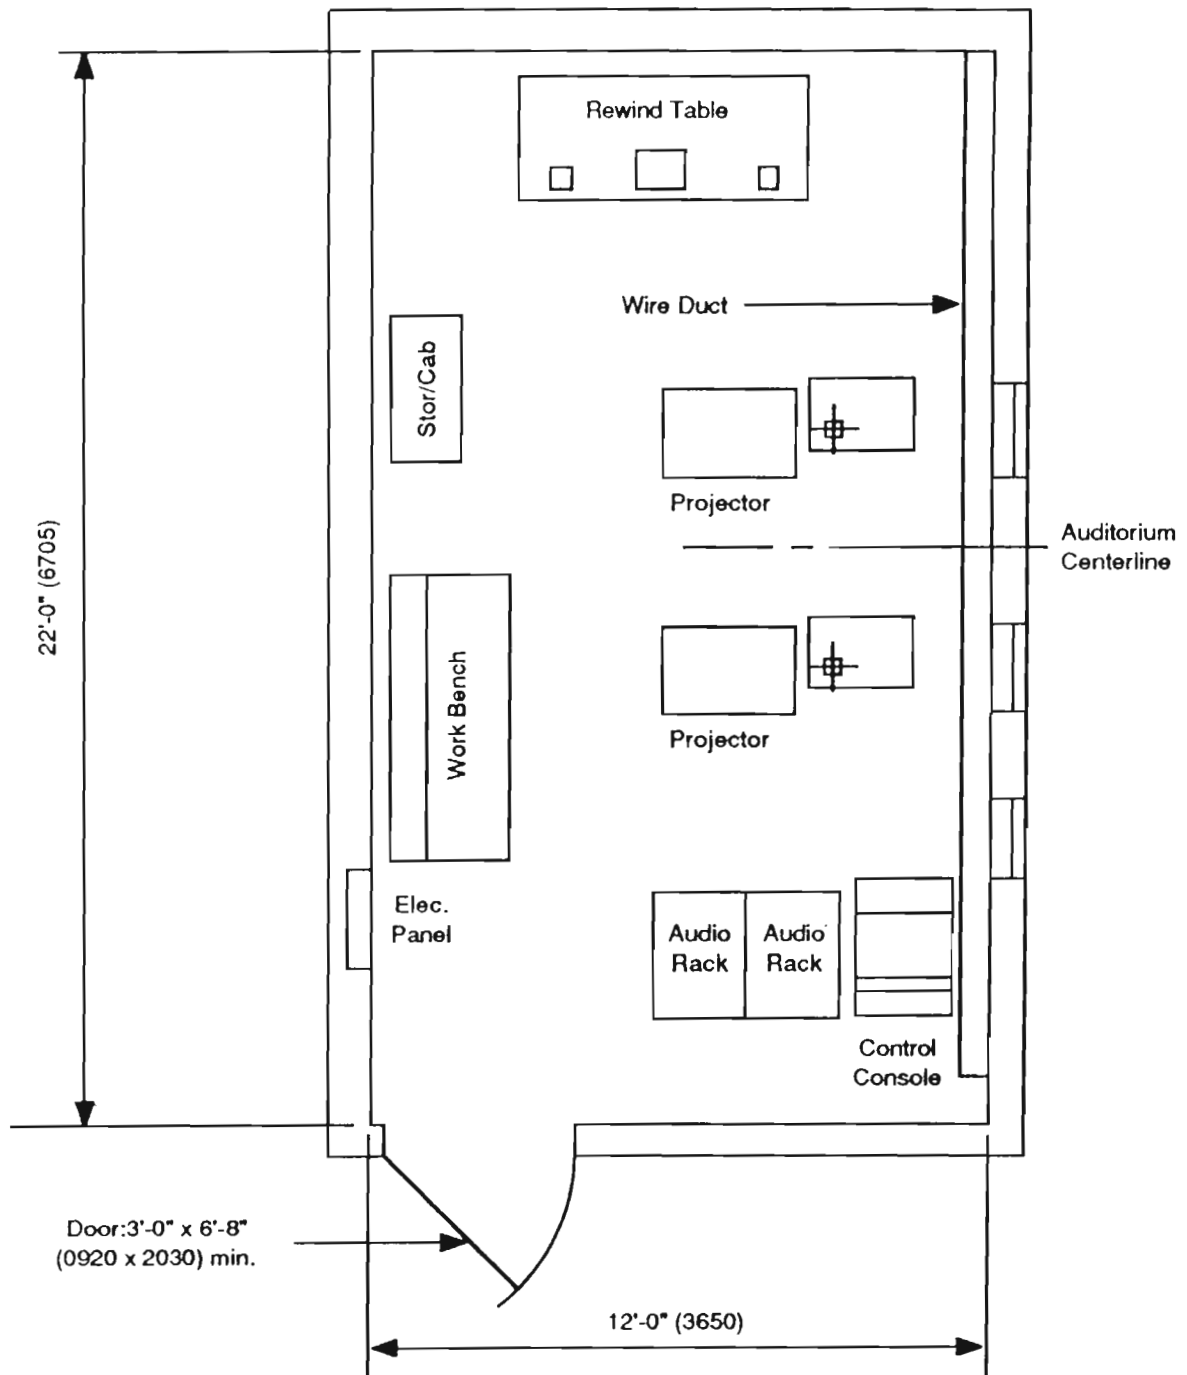 Rewind Table
Wire Duct
Stor/Cab
Projector
Auditorium
Centerline
22'-0" (6705)
Work Bench
Projector
Elec.
Panel
Audio
Rack
Audio
Rack
Control
Console
Door:3'-0" x 6'-8"
(0920 x 2030) min.
12'-0" (3650)